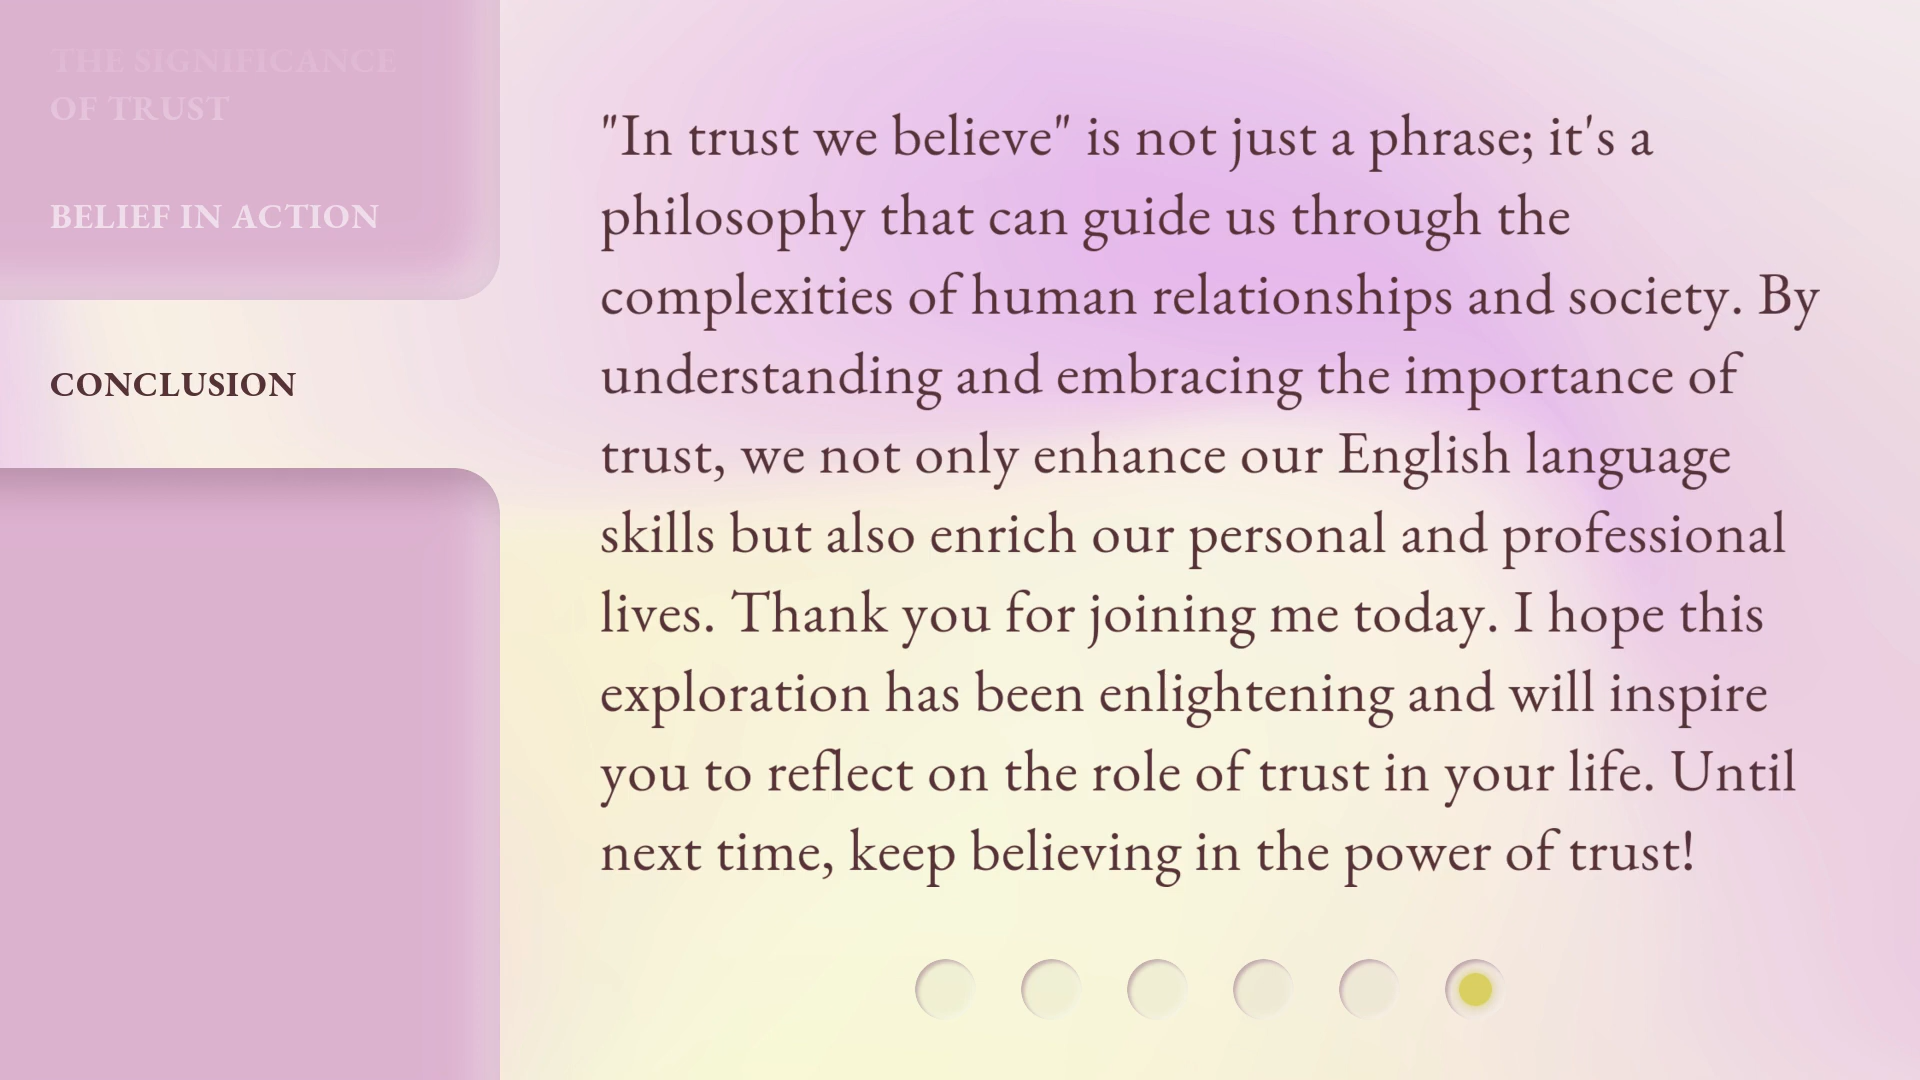 THE SIGNIFICANCE
OF TRUST
BELIEF IN ACTION
CONCLUSION
"In trust we believe" is not just a phrase; it's a
philosophy that can guide us through the
complexities of human relationships and society. By
understanding and embracing the importance of
trust, we not only enhance our English language
skills but also enrich our personal and professional
lives. Thank you for joining me today. I hope this
exploration has been enlightening and will inspire
you to reflect on the role of trust in your life. Until
next time, keep believing in the power of trust!